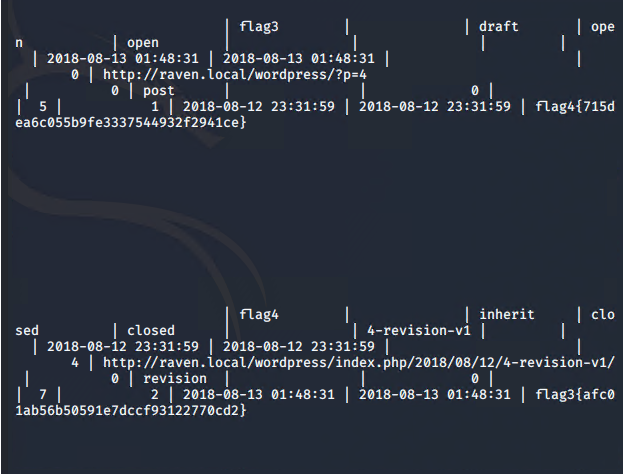 | flag3 | | draft | ope
n | open | | | |
| 2018-08-13 01:48:31 | 2018-08-13 01:48:31 | |
0 | http://raven.local/wordpress/?p=4
| 0 | post | | 0 |
| 5 | 1 | 2018-08-12 23:31:59 | 2018-08-12 23:31:59 | flag4{715d
ea6c055b9fe3337544932f2941ce}
| flag4 | | inherit | clo
sed | closed | | 4-revision-v1 | |
| 2018-08-12 23:31:59 | 2018-08-12 23:31:59 | |
4 | http://raven.local/wordpress/index.php/2018/08/12/4-revision-v1/
| 0 | revision | | 0 |
| 7 | 2 | 2018-08-13 01:48:31 | 2018-08-13 01:48:31 | flag3{afc0
1ab56b50591e7dccf93122770cd2}